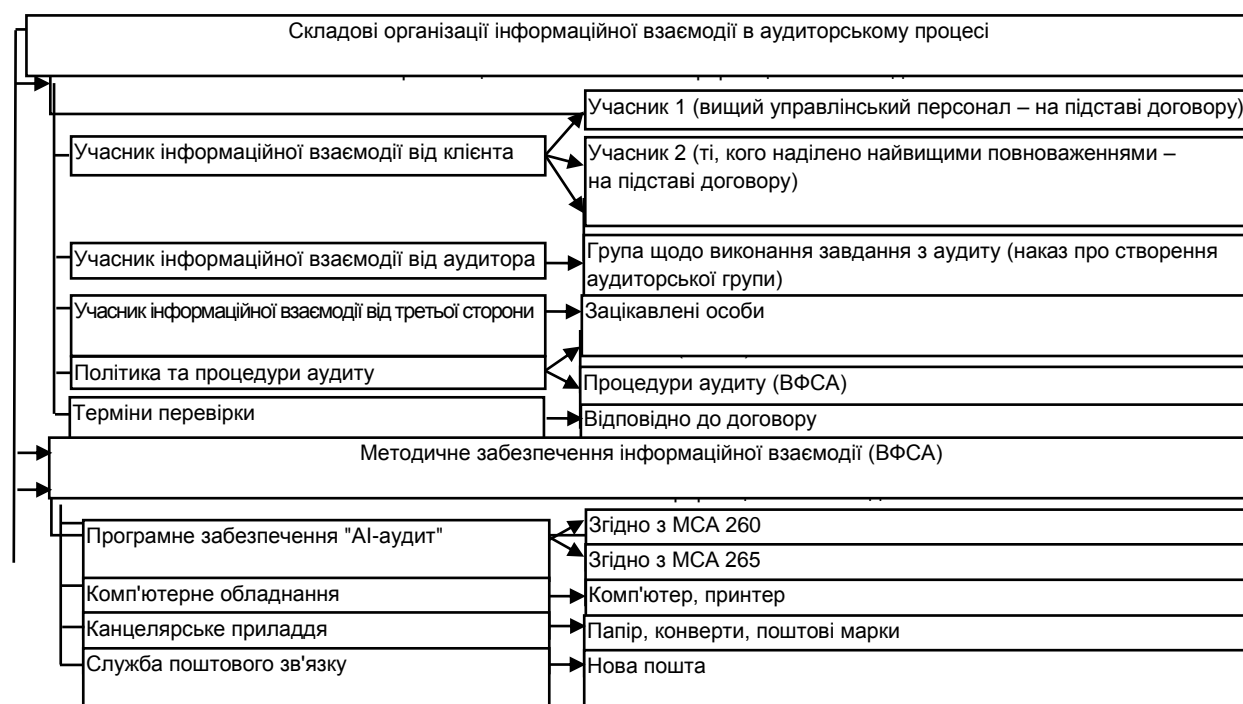 Складові організації інформаційної взаємодії в аудиторському процесі
Учасник 1 (вищий управлінський персонал – на підставі договору)
Учасник інформаційної взаємодії від клієнта
Учасник 2 (ті, кого наділено найвищими повноваженнями –
на підставі договору)
Учасник інформаційної взаємодії від аудитора
Група щодо виконання завдання з аудиту (наказ про створення
аудиторської групи)
Учасник інформаційної взаємодії від третьої сторони
Зацікавлені особи
Політика та процедури аудиту
Процедури аудиту (ВФСА)
Терміни перевірки
Відповідно до договору
Методичне забезпечення інформаційної взаємодії (ВФСА)
Програмне забезпечення "АІ-аудит"
Згідно з МСА 260
Згідно з МСА 265
Комп'ютерне обладнання
Комп'ютер, принтер
Канцелярське приладдя
Папір, конверти, поштові марки
Служба поштового зв'язку
Нова пошта